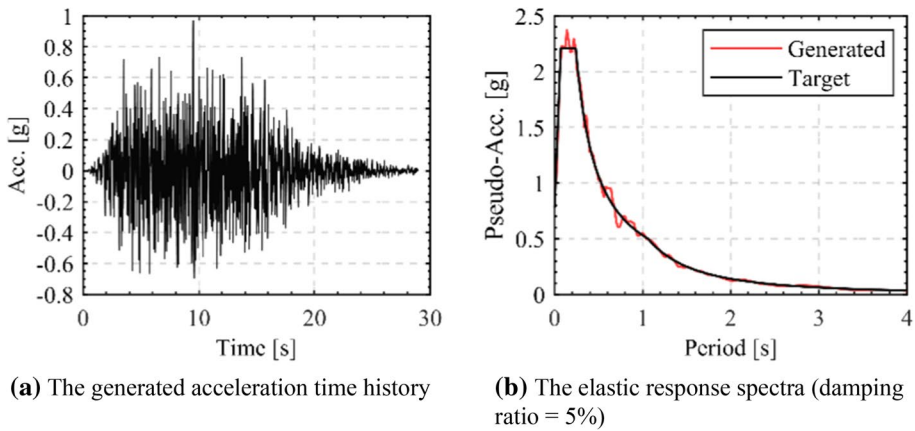 1
0.8
0.6
0.4
0.2
0
-0.2
-0.4
-0.6
-0.8
Acc. [g]
0 10 20 30
Time [s]
2.5
2
1.5
1
0.5
0
Pseudo-Acc. [g]
Generated
Target
0 1 2 3 4
Period [s]
(a) The generated acceleration time history
(b) The elastic response spectra (damping
ratio = 5%)